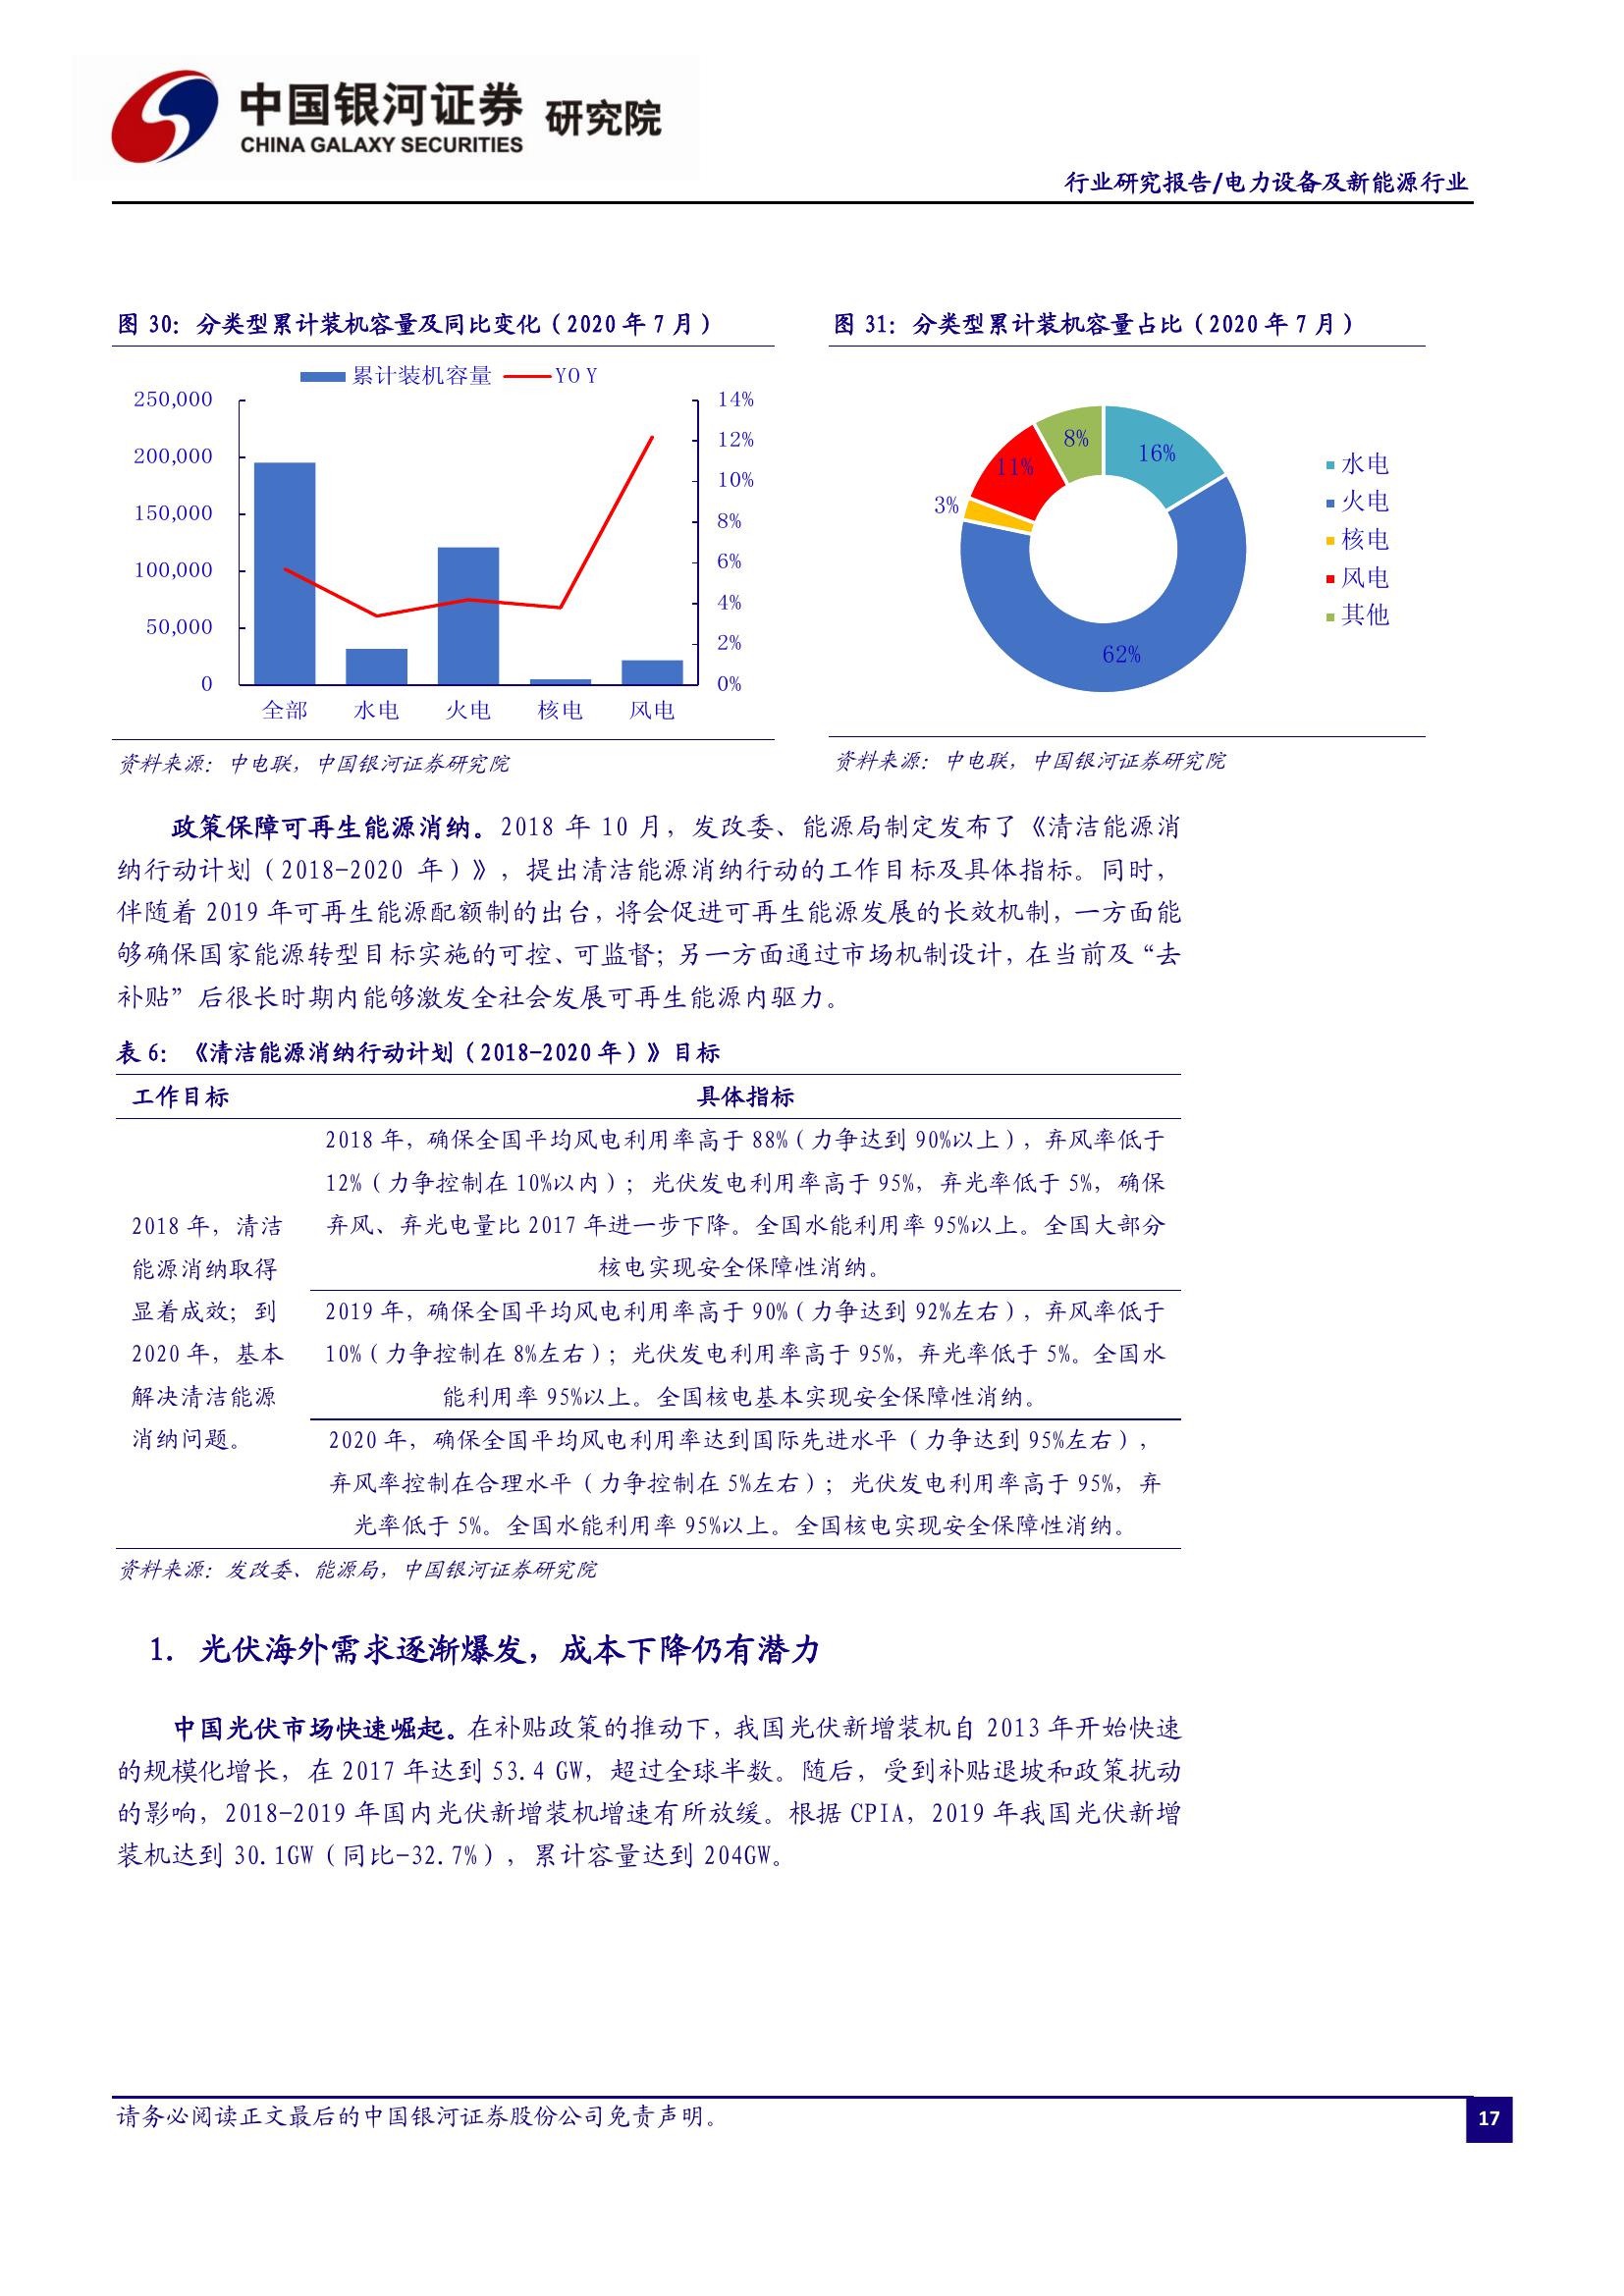 中国银河证券 研究院
CHINA GALAXY SECURITIES
行业研究报告/电力设备及新能源行业
图 30：分类型累计装机容量及同比变化（2020 年 7 月）
累计装机容量 YOY
250,000
200,000
150,000
100,000
50,000
0
14%
12%
10%
8%
6%
4%
2%
0%
全部 水电 火电 核电 风电
资料来源：中电联，中国银河证券研究院
图 31：分类型累计装机容量占比（2020 年 7 月）
16%
62%
3%
11%
8%
水电
火电
核电
风电
其他
资料来源：中电联，中国银河证券研究院
政策保障可再生能源消纳。2018 年 10 月，发改委、能源局制定发布了《清洁能源消
纳行动计划（2018-2020 年）》，提出清洁能源消纳行动的工作目标及具体指标。同时，
伴随着 2019 年可再生能源配额制的出台，将会促进可再生能源发展的长效机制，一方面能
够确保国家能源转型目标实施的可控、可监督；另一方面通过市场机制设计，在当前及“去
补贴”后很长时期内能够激发全社会发展可再生能源内驱力。
表 6：《清洁能源消纳行动计划（2018-2020 年）》目标
工作目标 具体指标
2018 年，清洁
能源消纳取得
显着成效；到
2020 年，基本
解决清洁能源
消纳问题。
2018 年，确保全国平均风电利用率高于 88%（力争达到 90%以上），弃风率低于
12%（力争控制在 10%以内）；光伏发电利用率高于 95%，弃光率低于 5%，确保
弃风、弃光电量比 2017 年进一步下降。全国水能利用率 95%以上。全国大部分
核电实现安全保障性消纳。
2019 年，确保全国平均风电利用率高于 90%（力争达到 92%左右），弃风率低于
10%（力争控制在 8%左右）；光伏发电利用率高于 95%，弃光率低于 5%。全国水
能利用率 95%以上。全国核电基本实现安全保障性消纳。
2020 年，确保全国平均风电利用率达到国际先进水平（力争达到 95%左右），
弃风率控制在合理水平（力争控制在 5%左右）；光伏发电利用率高于 95%，弃
光率低于 5%。全国水能利用率 95%以上。全国核电实现安全保障性消纳。
资料来源：发改委、能源局，中国银河证券研究院
1. 光伏海外需求逐渐爆发，成本下降仍有潜力
中国光伏市场快速崛起。在补贴政策的推动下，我国光伏新增装机自 2013 年开始快速
的规模化增长，在 2017 年达到 53.4 GW，超过全球半数。随后，受到补贴退坡和政策扰动
的影响，2018-2019 年国内光伏新增装机增速有所放缓。根据 CPIA，2019 年我国光伏新增
装机达到 30.1GW（同比-32.7%），累计容量达到 204GW。
请务必阅读正文最后的中国银河证券股份公司免责声明。
17